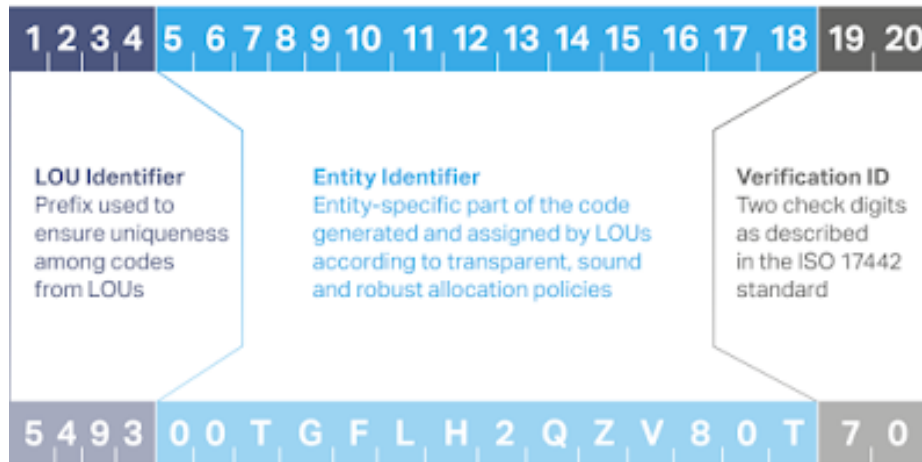 1 2 3 4 5 6 7 8 9 10 11 12 13 14 15 16 17 18 19 20
LOU Identifier
Prefix used to
ensure uniqueness
among codes
from LOUs
Entity Identifier
Entity-specific part of the code
generated and assigned by LOUs
according to transparent, sound
and robust allocation policies
Verification ID
Two check digits
as described
in the ISO 17442
standard
5 4 9 3 0 0 T G F L H 2 Q Z V 8 0 T 7 0